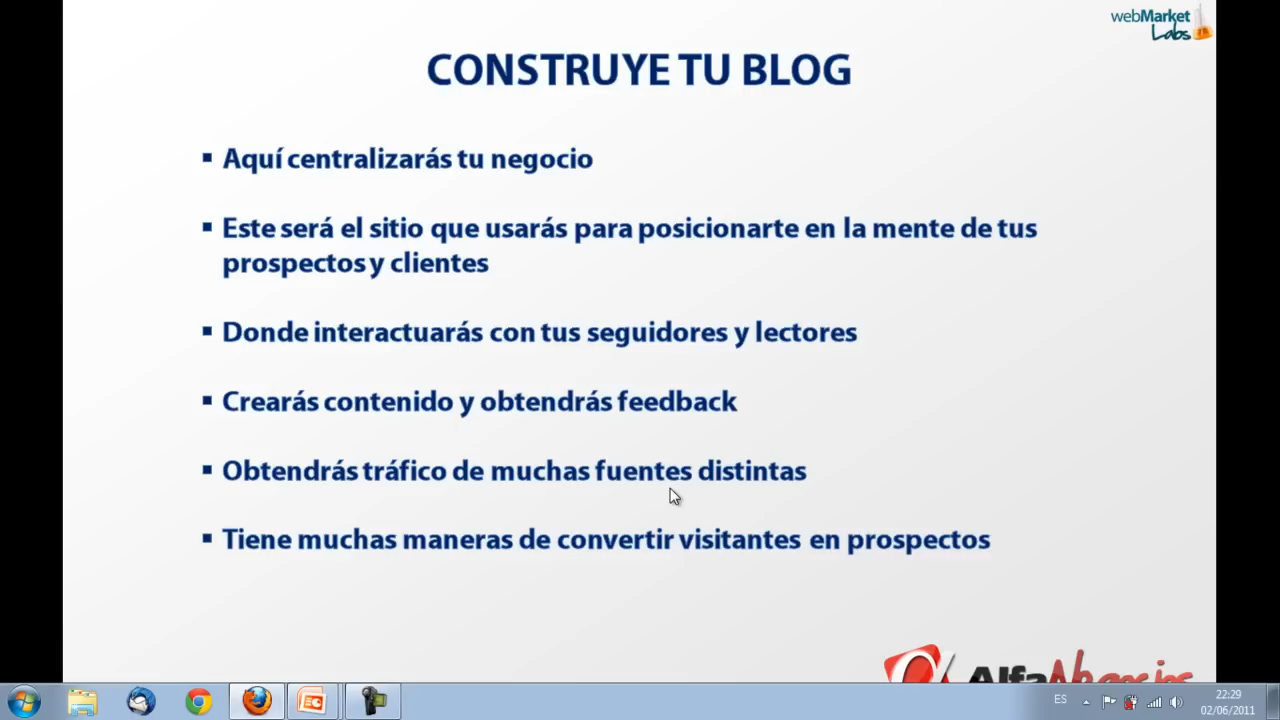 webMarket
Labs
CONSTRUYE TU BLOG
▪ Aquí centralizarás tu negocio
▪ Este será el sitio que usarás para posicionarte en la mente de tus
prospectos y clientes
▪ Donde interactuarás con tus seguidores y lectores
▪ Crearás contenido y obtendrás feedback
▪ Obtendrás tráfico de muchas fuentes distintas
▪ Tiene muchas maneras de convertir visitantes en prospectos
AlfaNegocios
ES
22:29
02/06/2011